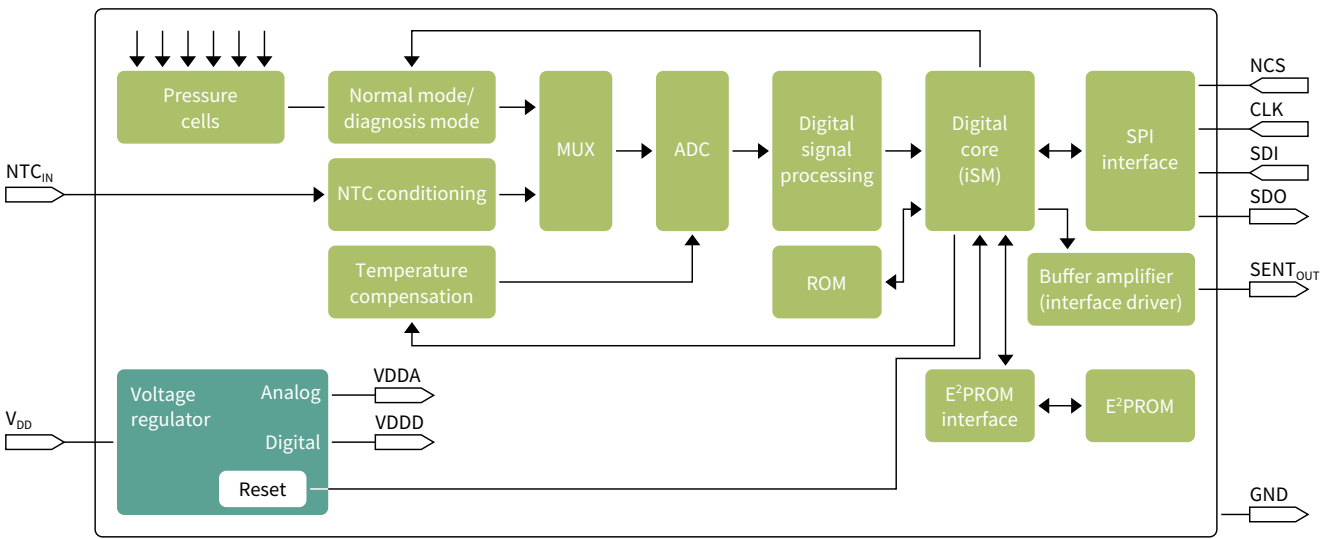 Pressure
cells
Normal mode/
diagnosis mode
MUX
ADC
Digital
signal
processing
Digital
core
(iSM)
SPI
interface
NCS
CLK
SDI
SDO
NTC_IN
NTC conditioning
Temperature
compensation
ROM
Buffer amplifier
(interface driver)
SENT_OUT
Voltage
regulator
Analog
Digital
Reset
VDDA
VDDD
V_DD
E²PROM
interface
E²PROM
GND